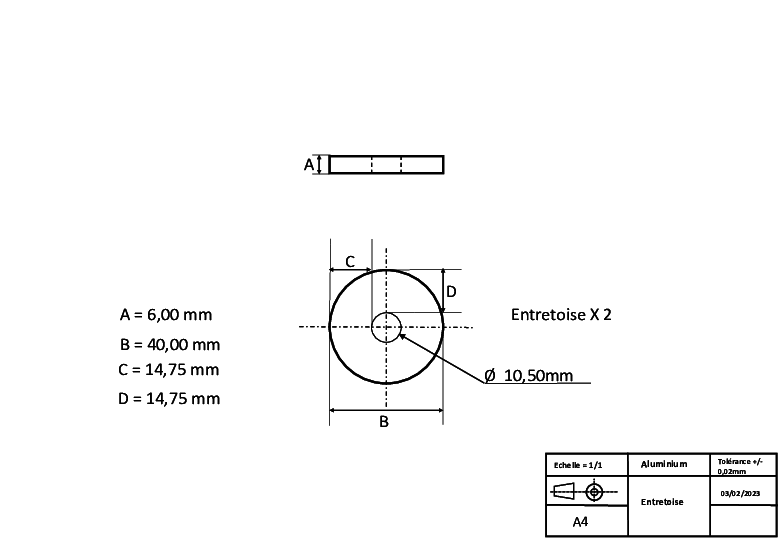 A
C
D
A = 6,00 mm
B = 40,00 mm
C = 14,75 mm
D = 14,75 mm
Entretoise X 2
Ø 10,50mm
B
Echelle = 1/1
Aluminium
Tolérance +/-
0,02mm
Entretoise
03/02/2023
A4